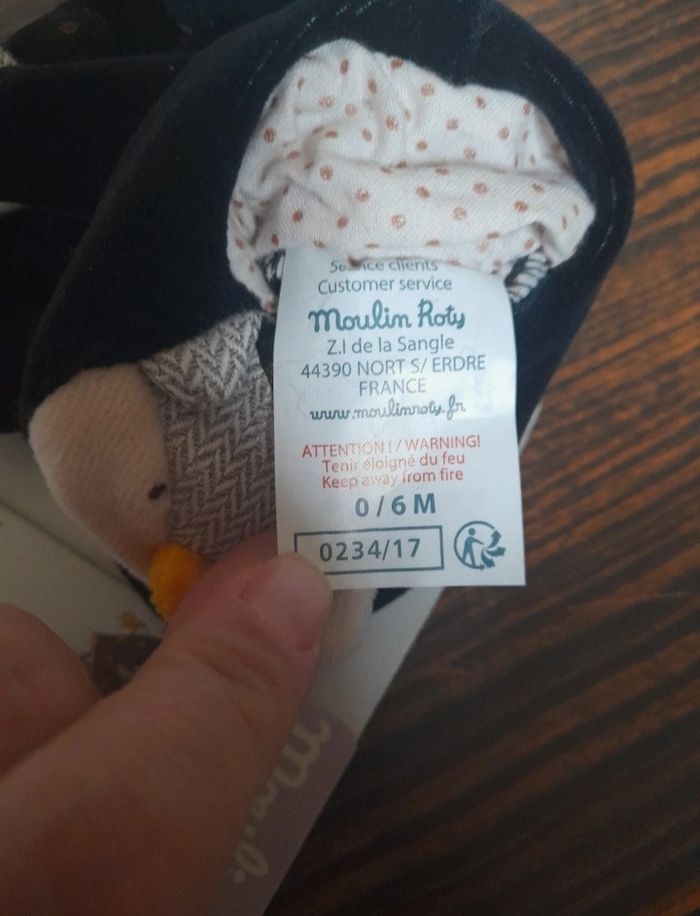 Service clients
Customer service
Moulin Roty
Z.I de la Sangle
44390 NORT S/ ERDRE
FRANCE
www.moulinroty.fr
ATTENTION ! / WARNING!
Tenir éloigné du feu
Keep away from fire
0 / 6 M
0234/17